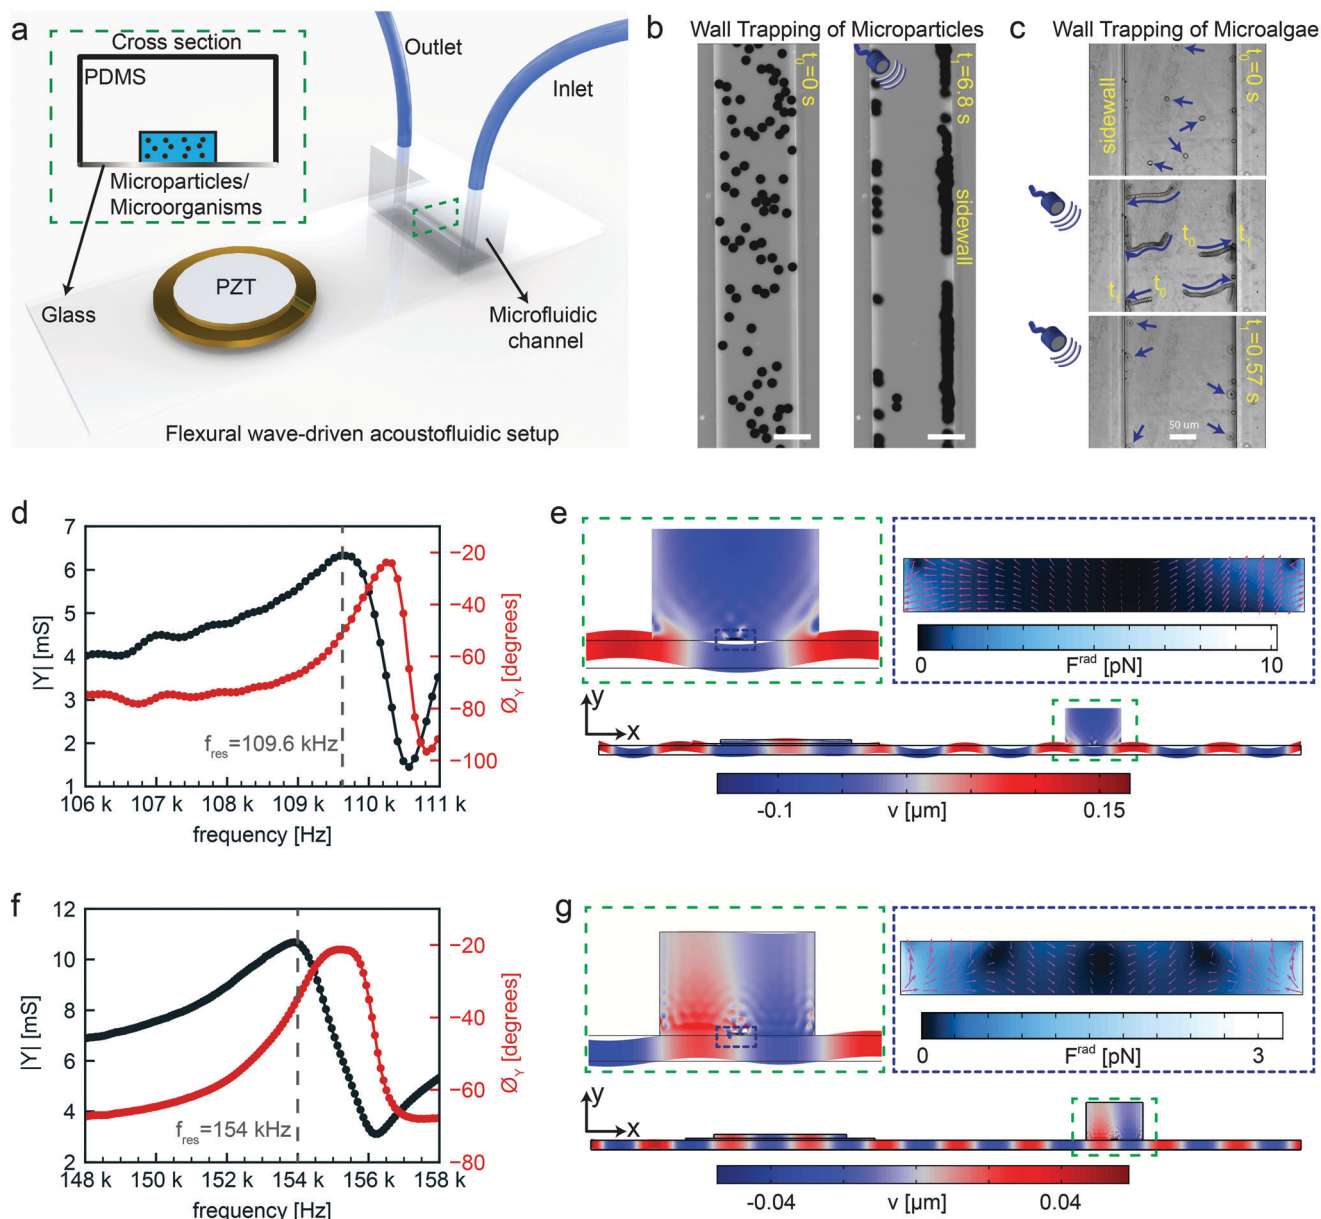 a
Cross section
PDMS
Microparticles/
Microorganisms
Outlet
Inlet
PZT
Glass
Microfluidic
channel
Flexural wave-driven acoustofluidic setup
b
Wall Trapping of Microparticles
t0=0 s
t1=6.8 s
sidewall
c
Wall Trapping of Microalgae
sidewall
t0=0 s
t0
t1
t1
t0
t1=0.57 s
50 um
d
|Y| [mS]
7
6
5
4
3
2
1
fres=109.6 kHz
−20
−40
−60
−80
−100
ØY [degrees]
106 k 107 k 108 k 109 k 110 k 111 k
frequency [Hz]
e
0 10
Frad [pN]
y
x
-0.1 v [µm] 0.15
f
|Y| [mS]
12
10
8
6
4
2
fres=154 kHz
−20
−40
−60
−80
ØY [degrees]
148 k 150 k 152 k 154 k 156 k 158 k
frequency [Hz]
g
0 Frad [pN] 3
y
x
-0.04 v [µm] 0.04